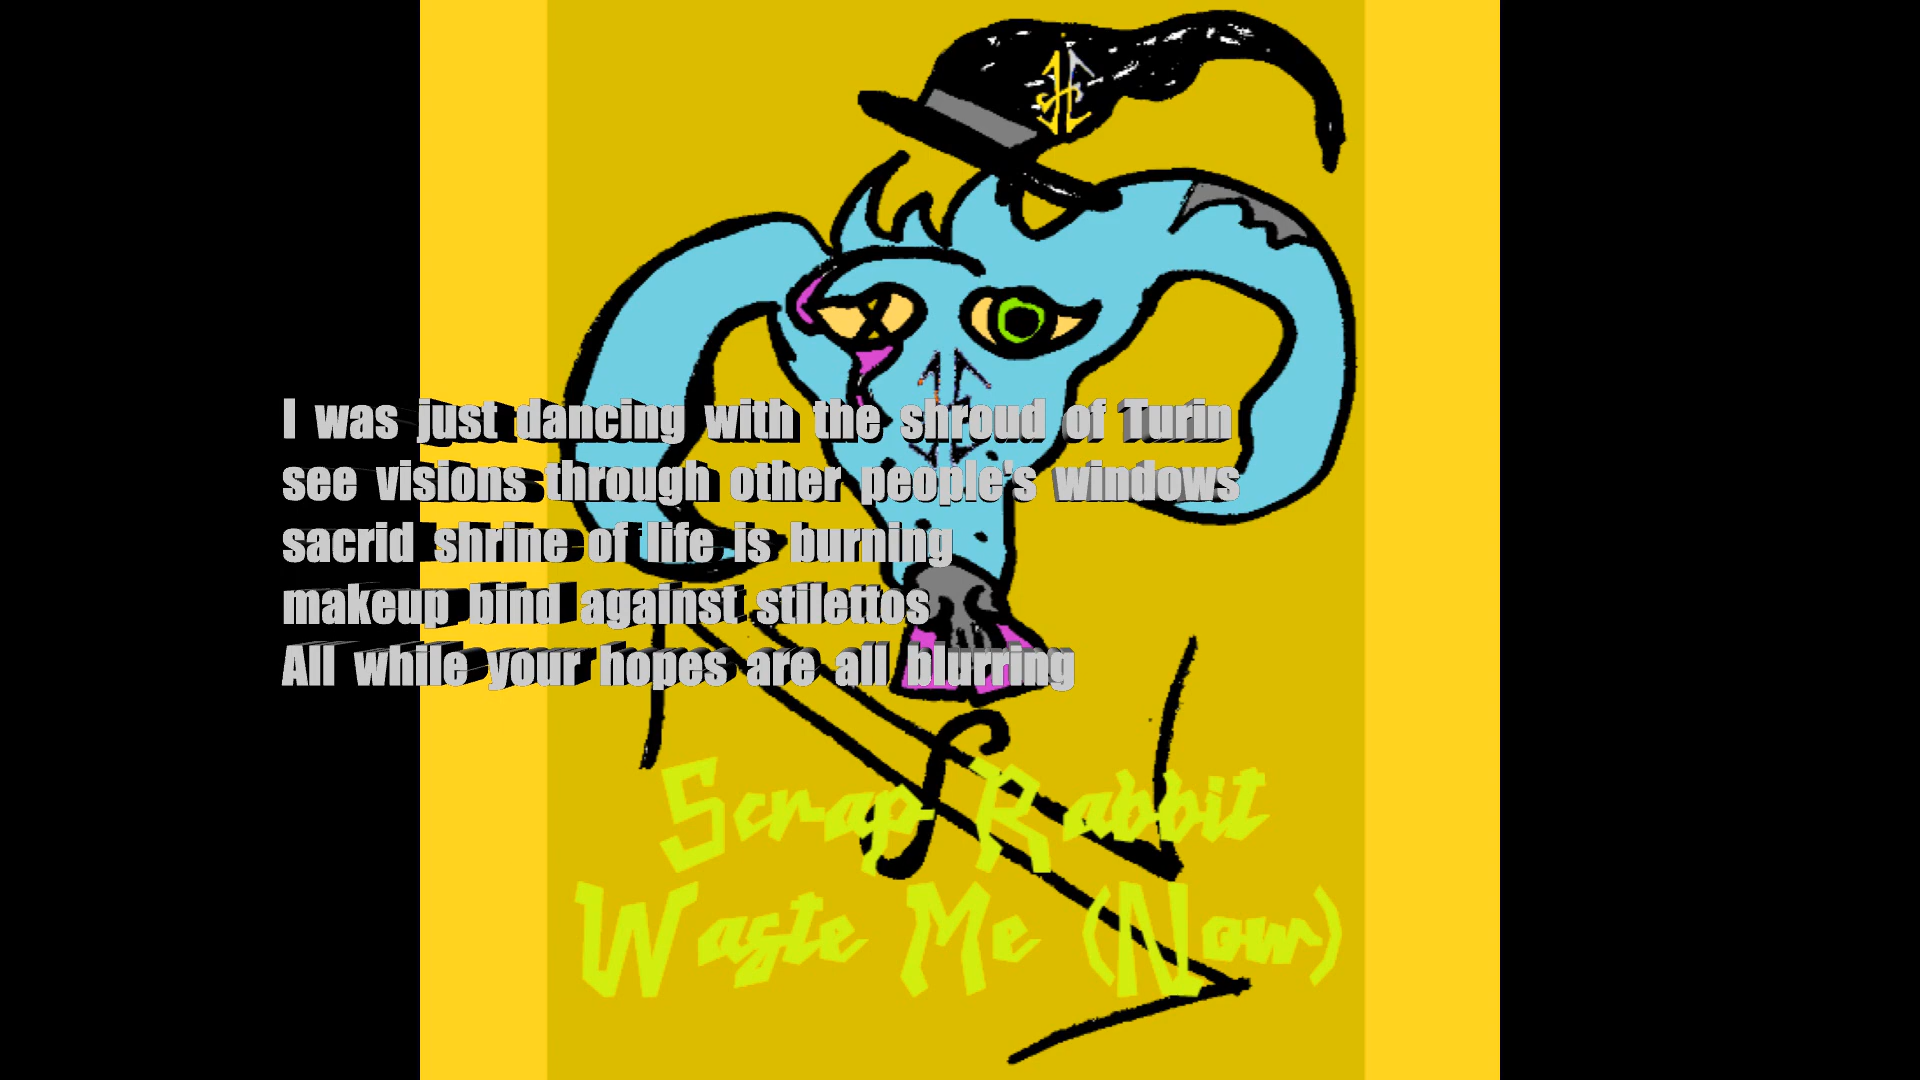 I was just dancing with the shroud of Turin
see visions through other people's windows
sacrid shrine of life is burning
makeup bind against stilettos
All while your hopes are all blurring
Scrap Rabbit
Waste Me (Now)